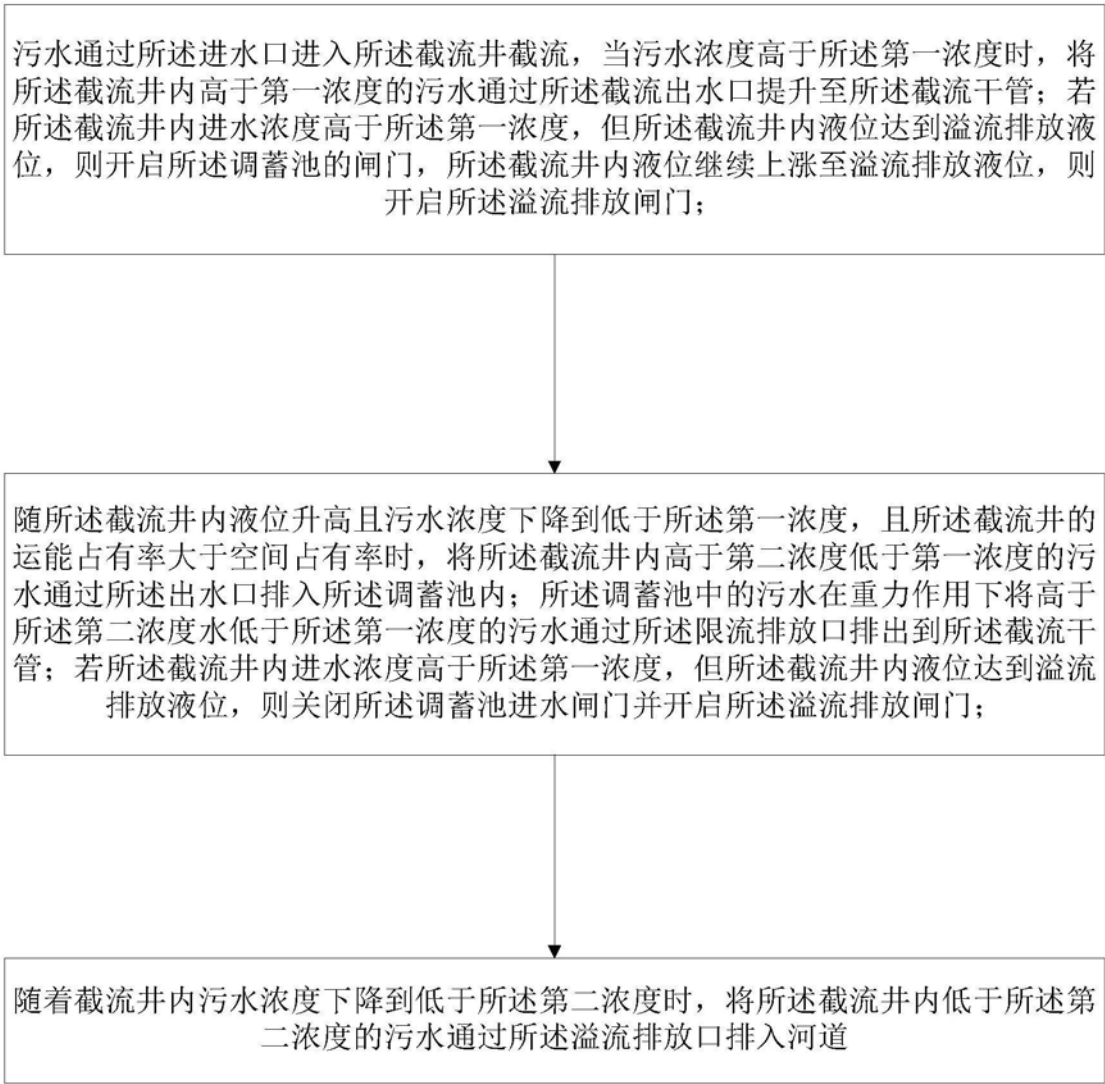 污水通过所述进水口进入所述截流井截流，当污水浓度高于所述第一浓度时，将
所述截流井内高于第一浓度的污水通过所述截流出水口提升至所述截流干管；若
所述截流井内进水浓度高于所述第一浓度，但所述截流井内液位达到溢流排放液
位，则开启所述调蓄池的闸门，所述截流井内液位继续上涨至溢流排放液位，则
开启所述溢流排放闸门；
随所述截流井内液位升高且污水浓度下降到低于所述第一浓度，且所述截流井的
运能占有率大于空间占有率时，将所述截流井内高于第二浓度低于第一浓度的污
水通过所述出水口排入所述调蓄池内；所述调蓄池中的污水在重力作用下将高于
所述第二浓度水低于所述第一浓度的污水通过所述限流排放口排出到所述截流干
管；若所述截流井内进水浓度高于所述第一浓度，但所述截流井内液位达到溢流
排放液位，则关闭所述调蓄池进水闸门并开启所述溢流排放闸门；
随着截流井内污水浓度下降到低于所述第二浓度时，将所述截流井内低于所述第
二浓度的污水通过所述溢流排放口排入河道